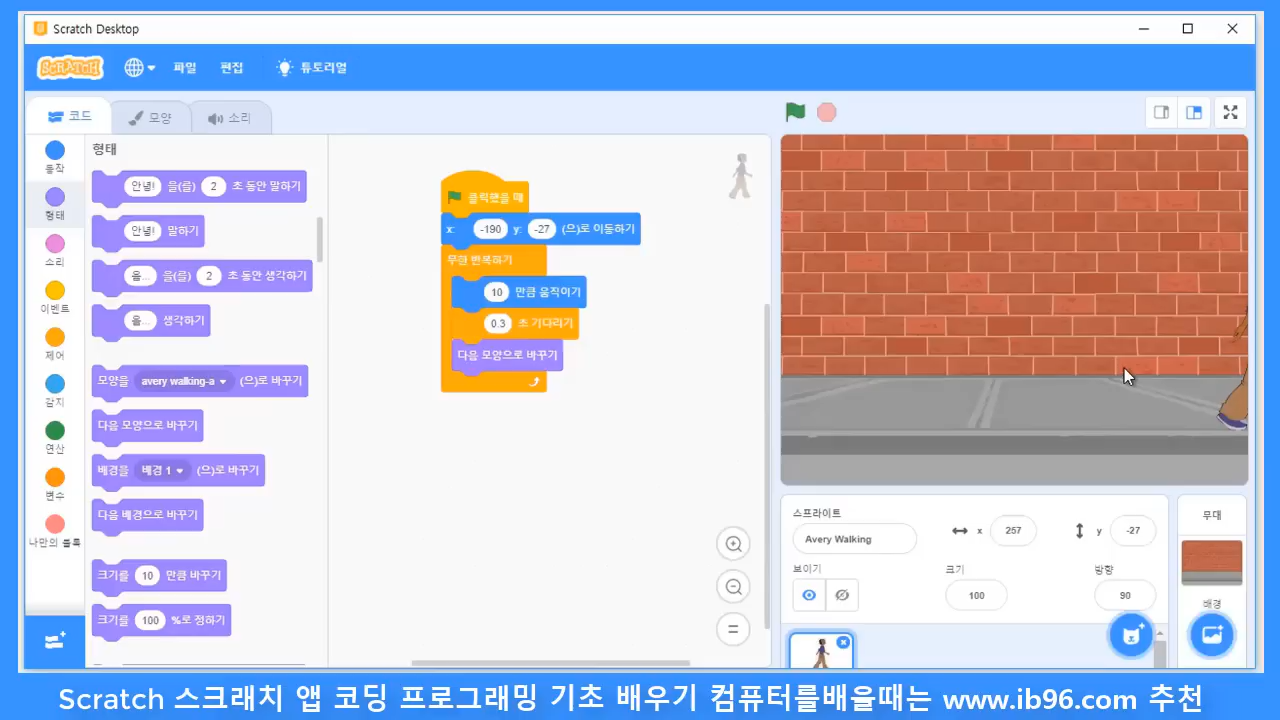 Scratch Desktop
SCRATCH 파일 편집 튜토리얼
코드 모양 소리
동작
형태
소리
이벤트
제어
감지
연산
변수
나만의 블록
형태
안녕! 을(를) 2 초 동안 말하기
안녕! 말하기
음... 을(를) 2 초 동안 생각하기
음... 생각하기
모양을 avery walking-a (으)로 바꾸기
다음 모양으로 바꾸기
배경을 배경 1 (으)로 바꾸기
다음 배경으로 바꾸기
크기를 10 만큼 바꾸기
크기를 100 %로 정하기
클릭했을 때
x: -190 y: -27 (으)로 이동하기
무한 반복하기
10 만큼 움직이기
0.3 초 기다리기
다음 모양으로 바꾸기
스프라이트
Avery Walking x 257 y -27
보이기 크기 방향
100 90
무대
배경
Scratch 스크래치 앱 코딩 프로그래밍 기초 배우기 컴퓨터를배울때는 www.ib96.com 추천